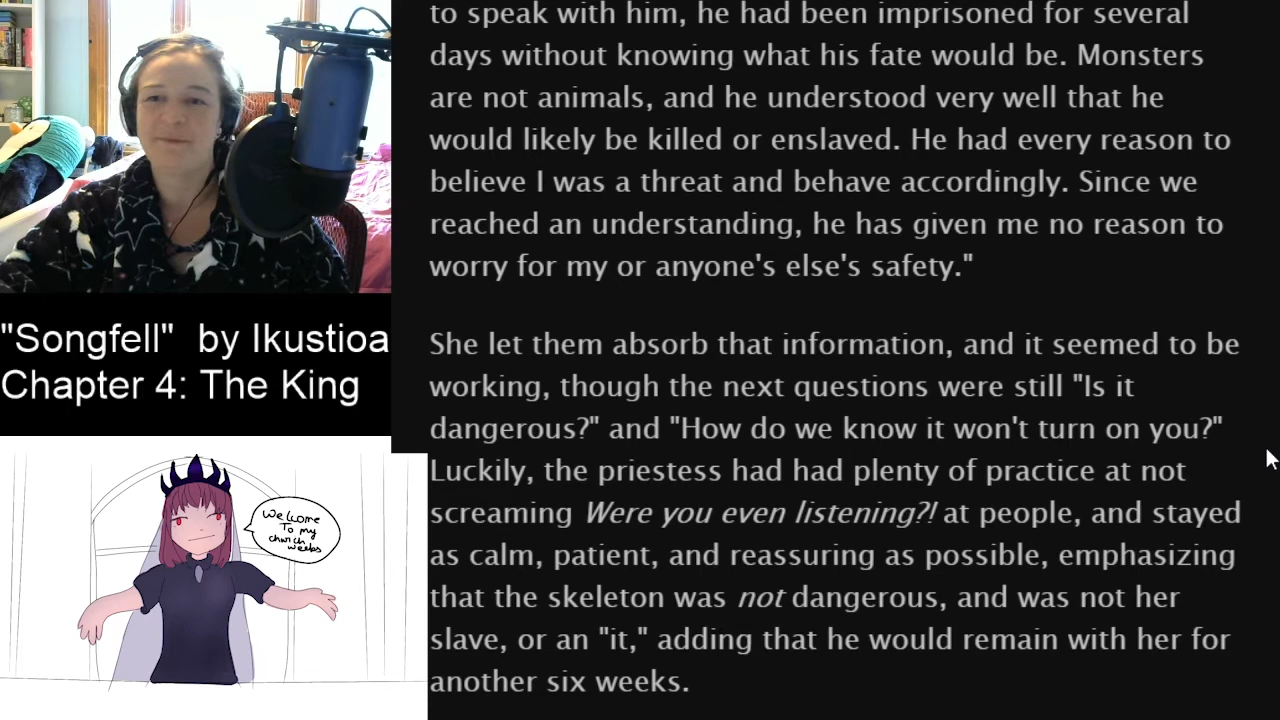 "Songfell"  by Ikustioa
Chapter 4: The King
Welcome
To my
church
weebs
to speak with him, he had been imprisoned for several
days without knowing what his fate would be. Monsters
are not animals, and he understood very well that he
would likely be killed or enslaved. He had every reason to
believe I was a threat and behave accordingly. Since we
reached an understanding, he has given me no reason to
worry for my or anyone's else's safety."
She let them absorb that information, and it seemed to be
working, though the next questions were still "Is it
dangerous?" and "How do we know it won't turn on you?"
Luckily, the priestess had had plenty of practice at not
screaming Were you even listening?! at people, and stayed
as calm, patient, and reassuring as possible, emphasizing
that the skeleton was not dangerous, and was not her
slave, or an "it," adding that he would remain with her for
another six weeks.